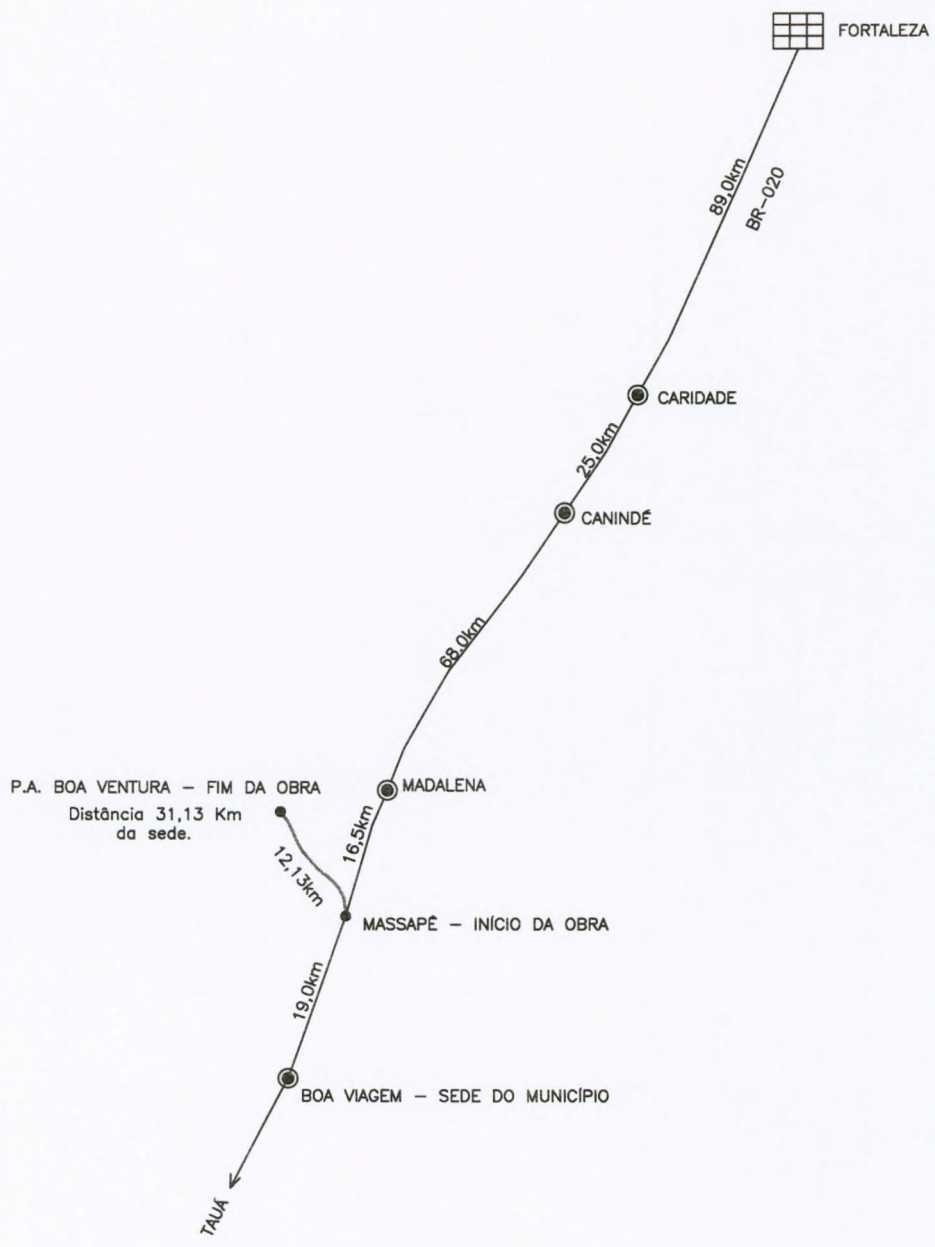 FORTALEZA
89,0km
BR-020
CARIDADE
25,0km
CANINDÉ
68,0km
P.A. BOA VENTURA - FIM DA OBRA
Distância 31,13 Km
da sede.
MADALENA
16,5km
12,13km
MASSAPÊ - INÍCIO DA OBRA
19,0km
BOA VIAGEM - SEDE DO MUNICÍPIO
TAUÁ